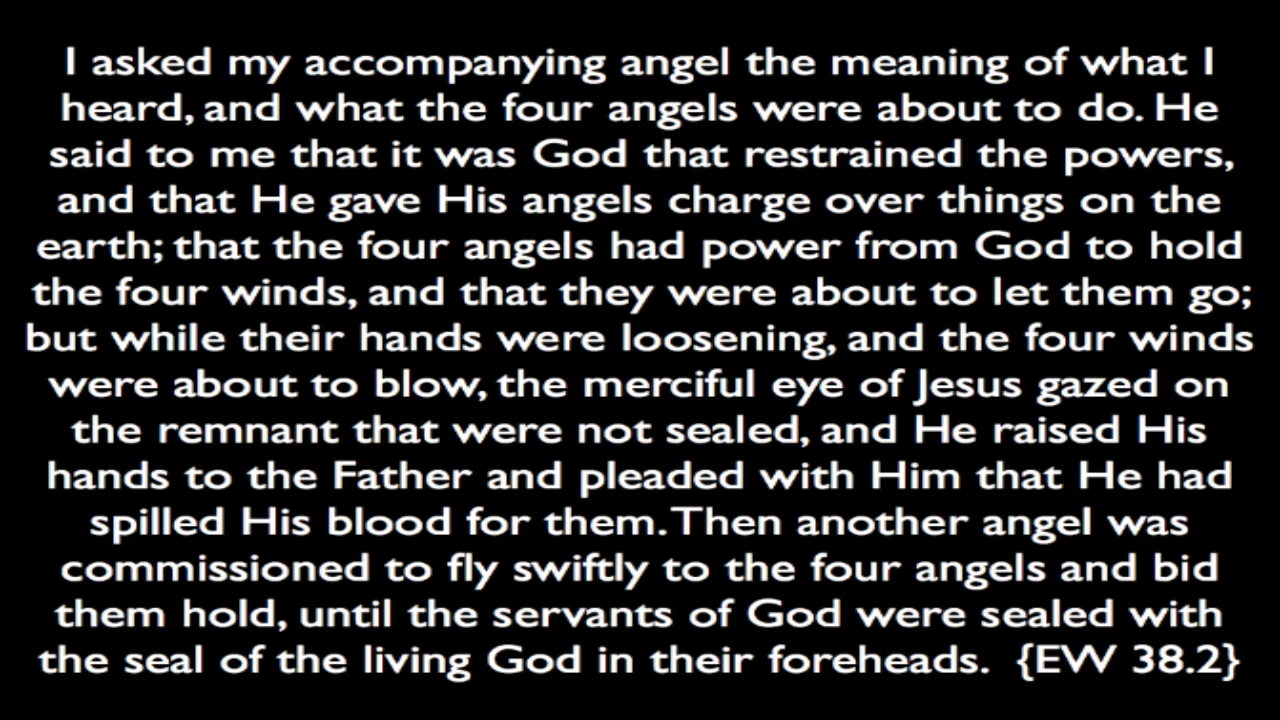 I asked my accompanying angel the meaning of what I
heard, and what the four angels were about to do. He
said to me that it was God that restrained the powers,
and that He gave His angels charge over things on the
earth; that the four angels had power from God to hold
the four winds, and that they were about to let them go;
but while their hands were loosening, and the four winds
were about to blow, the merciful eye of Jesus gazed on
the remnant that were not sealed, and He raised His
hands to the Father and pleaded with Him that He had
spilled His blood for them. Then another angel was
commissioned to fly swiftly to the four angels and bid
them hold, until the servants of God were sealed with
the seal of the living God in their foreheads.  {EW 38.2}